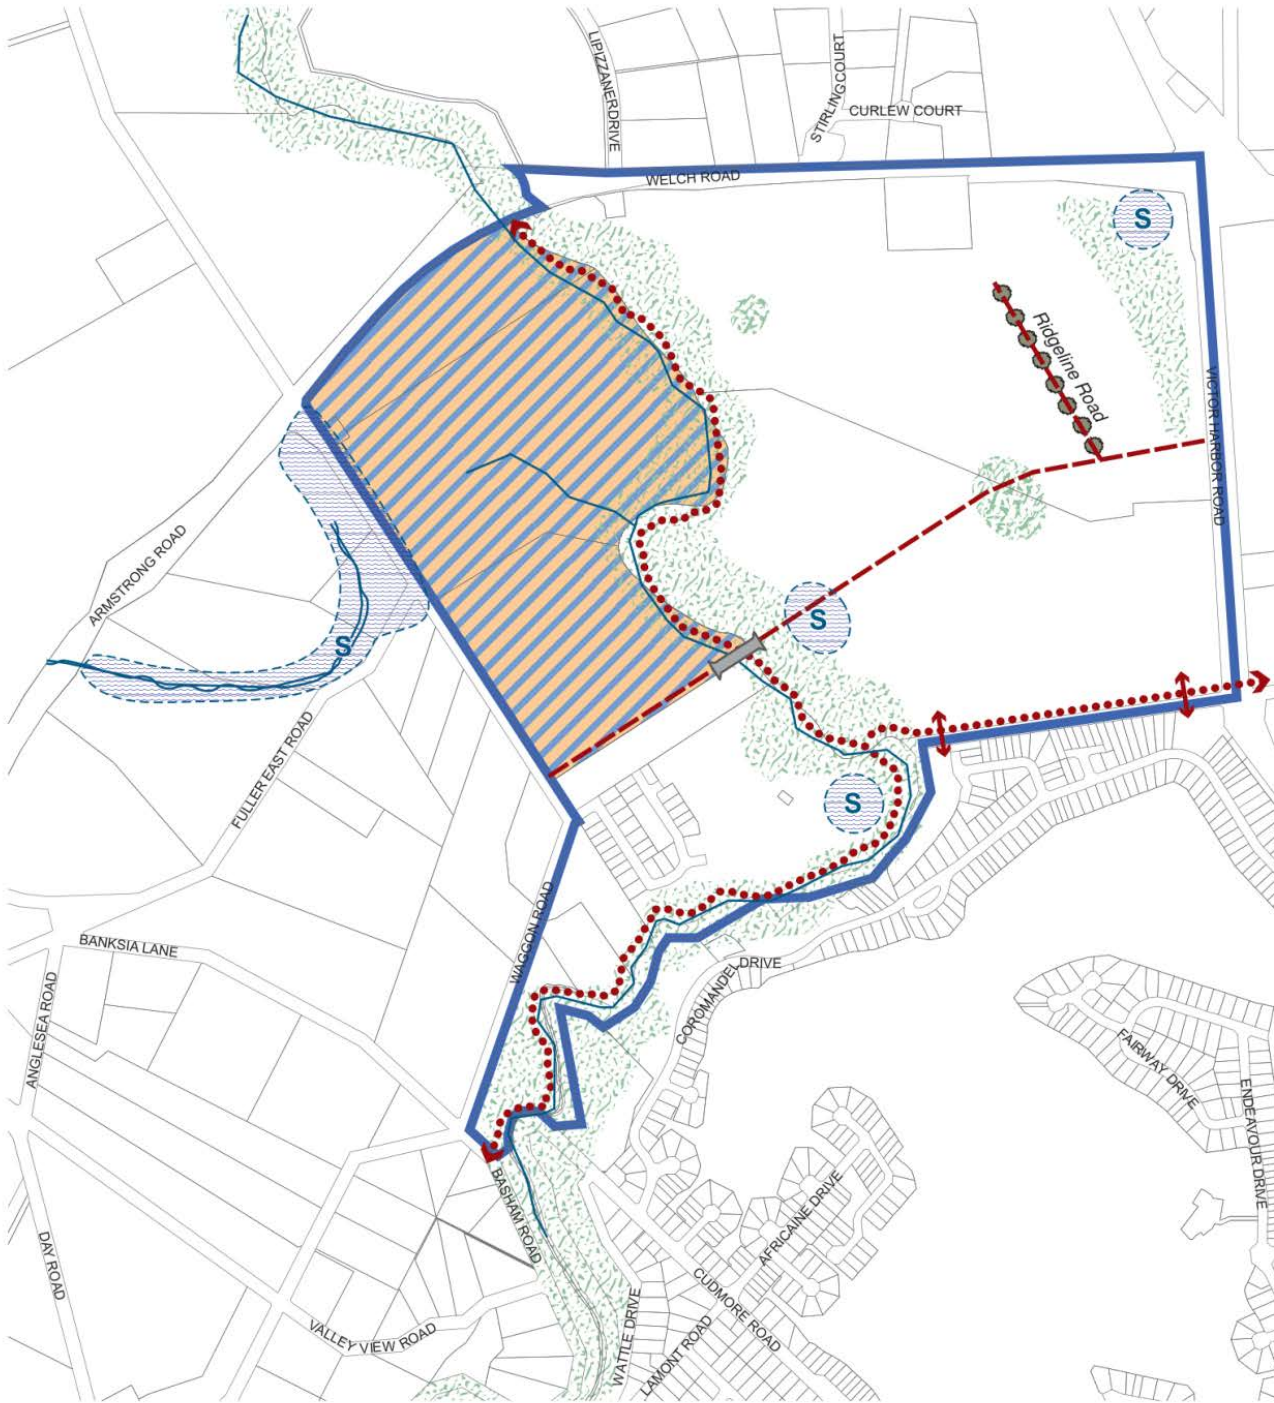 LIPIZZANERDRIVE
STIRLINGCOURT
CURLEW COURT
WELCH ROAD
S
Ridgeline Road
VICTOR HARBOR ROAD
ARMSTRONG ROAD
S
S
FULLER EAST ROAD
S
WAGGON ROAD
BANKSIA LANE
COROMANDEL DRIVE
ANGLESEA ROAD
FAIRWAY DRIVE
ENDEAVOUR DRIVE
BASHAM ROAD
AFRICAINE DRIVE
DAY ROAD
CUDMORE ROAD
VALLEY VIEW ROAD
WATTLE DRIVE
LAMONT ROAD